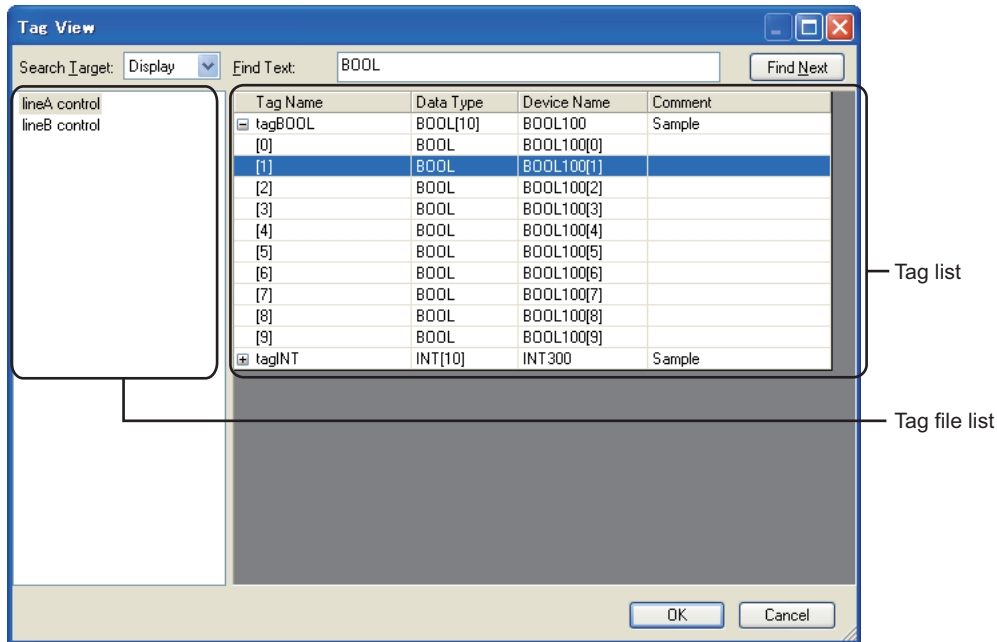 Tag View
Search Target: Display Find Text: BOOL Find Next
lineA control
lineB control
Tag Name Data Type Device Name Comment
tagBOOL BOOL[10] BOOL100 Sample
[0] BOOL BOOL100[0]
[1] BOOL BOOL100[1]
[2] BOOL BOOL100[2]
[3] BOOL BOOL100[3]
[4] BOOL BOOL100[4]
[5] BOOL BOOL100[5]
[6] BOOL BOOL100[6]
[7] BOOL BOOL100[7]
[8] BOOL BOOL100[8]
[9] BOOL BOOL100[9]
tagINT INT[10] INT300 Sample
Tag list
Tag file list
OK Cancel